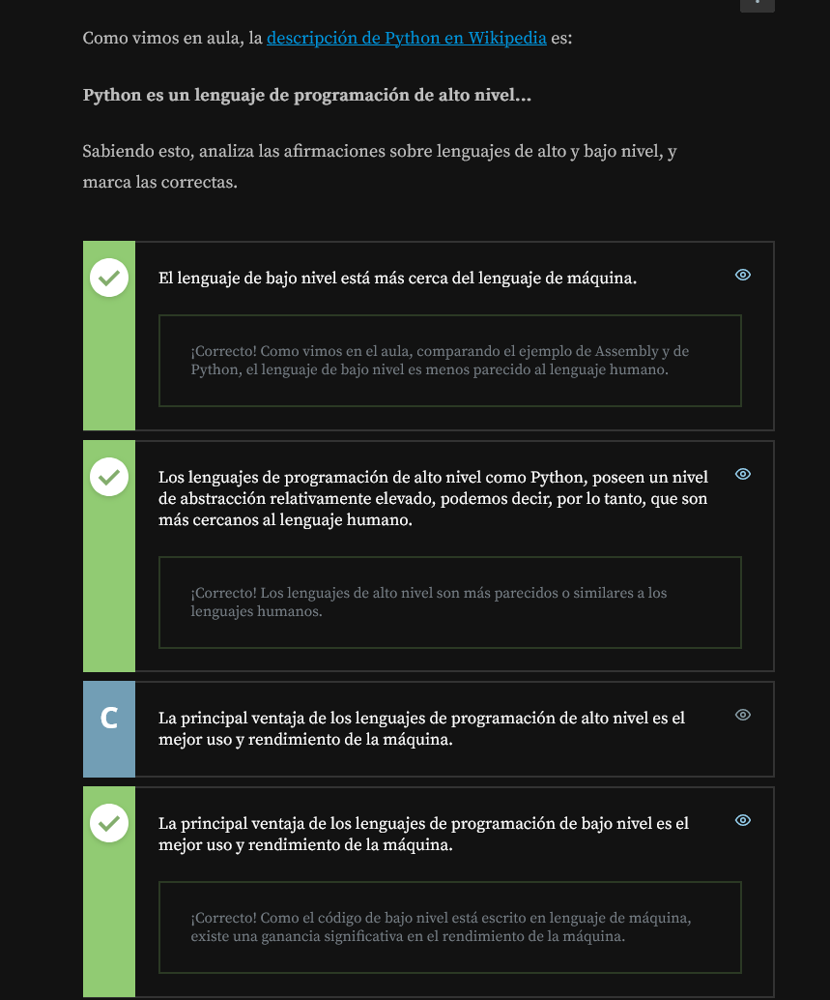 Como vimos en aula, la descripción de Python en Wikipedia es:
Python es un lenguaje de programación de alto nivel...
Sabiendo esto, analiza las afirmaciones sobre lenguajes de alto y bajo nivel, y
marca las correctas.
El lenguaje de bajo nivel está más cerca del lenguaje de máquina.
¡Correcto! Como vimos en el aula, comparando el ejemplo de Assembly y de
Python, el lenguaje de bajo nivel es menos parecido al lenguaje humano.
Los lenguajes de programación de alto nivel como Python, poseen un nivel
de abstracción relativamente elevado, podemos decir, por lo tanto, que son
más cercanos al lenguaje humano.
¡Correcto! Los lenguajes de alto nivel son más parecidos o similares a los
lenguajes humanos.
C
La principal ventaja de los lenguajes de programación de alto nivel es el
mejor uso y rendimiento de la máquina.
La principal ventaja de los lenguajes de programación de bajo nivel es el
mejor uso y rendimiento de la máquina.
¡Correcto! Como el código de bajo nivel está escrito en lenguaje de máquina,
existe una ganancia significativa en el rendimiento de la máquina.